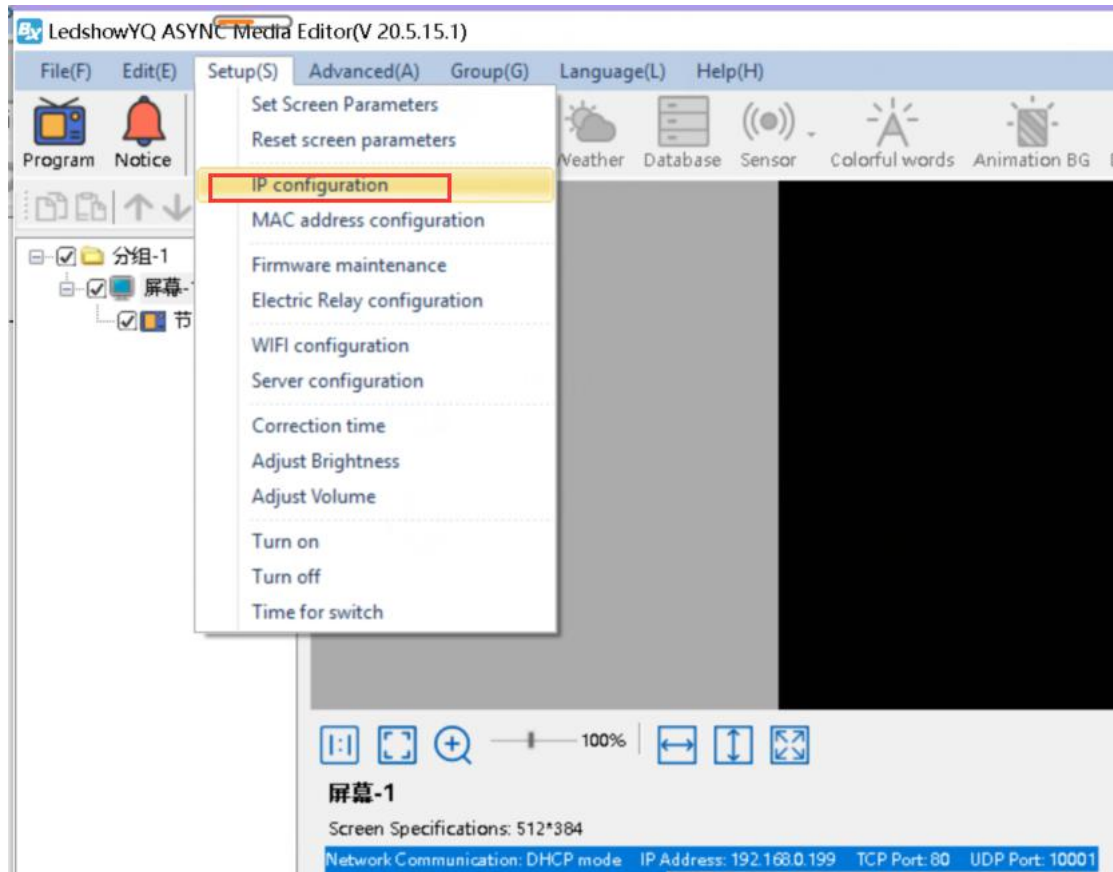 LedshowYQ ASYNC Media Editor(V 20.5.15.1)
File(F) Edit(E) Setup(S) Advanced(A) Group(G) Language(L) Help(H)
Program Notice Weather Database Sensor Colorful words Animation BG
Set Screen Parameters
Reset screen parameters
IP configuration
MAC address configuration
Firmware maintenance
Electric Relay configuration
WIFI configuration
Server configuration
Correction time
Adjust Brightness
Adjust Volume
Turn on
Turn off
Time for switch
分组-1
屏幕-1
节
1:1 100%
屏幕-1
Screen Specifications: 512*384
Network Communication: DHCP mode IP Address: 192.168.0.199 TCP Port: 80 UDP Port: 10001